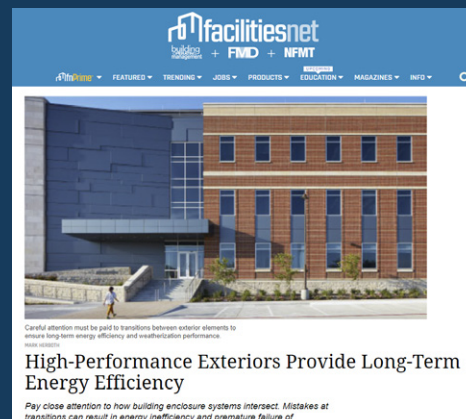 facilitiesnet
building management + FMD + NFMT
fnPrime FEATURED TRENDING JOBS PRODUCTS EDUCATION MAGAZINES INFO
Careful attention must be paid to transitions between exterior elements to
ensure long-term energy efficiency and weatherization performance.
MARK HERBOTH
High-Performance Exteriors Provide Long-Term
Energy Efficiency
Pay close attention to how building enclosure systems intersect. Mistakes at
transitions can result in energy inefficiency and premature failure of